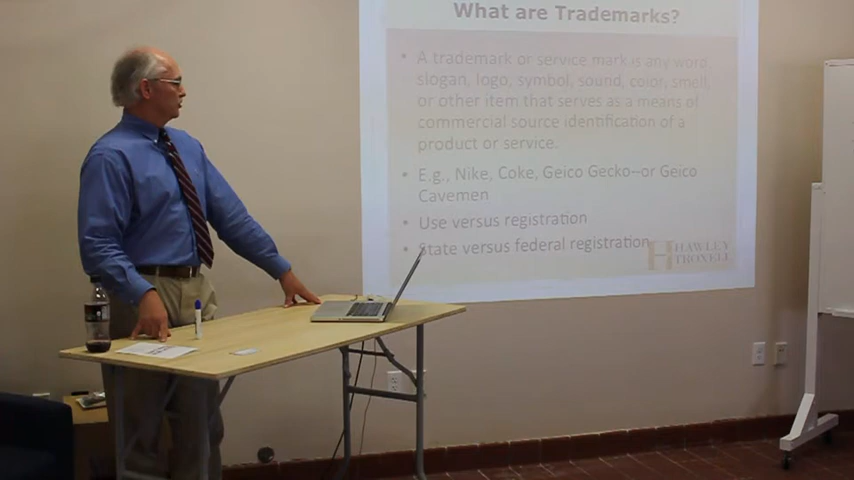 What are Trademarks?
• A trademark or service mark is any word,
slogan, logo, symbol, sound, color, smell,
or other item that serves as a means of
commercial source identification of a
product or service.
• E.g., Nike, Coke, Geico Gecko—or Geico
Cavemen
• Use versus registration
• State versus federal registration
H HAWLEY
TROXELL